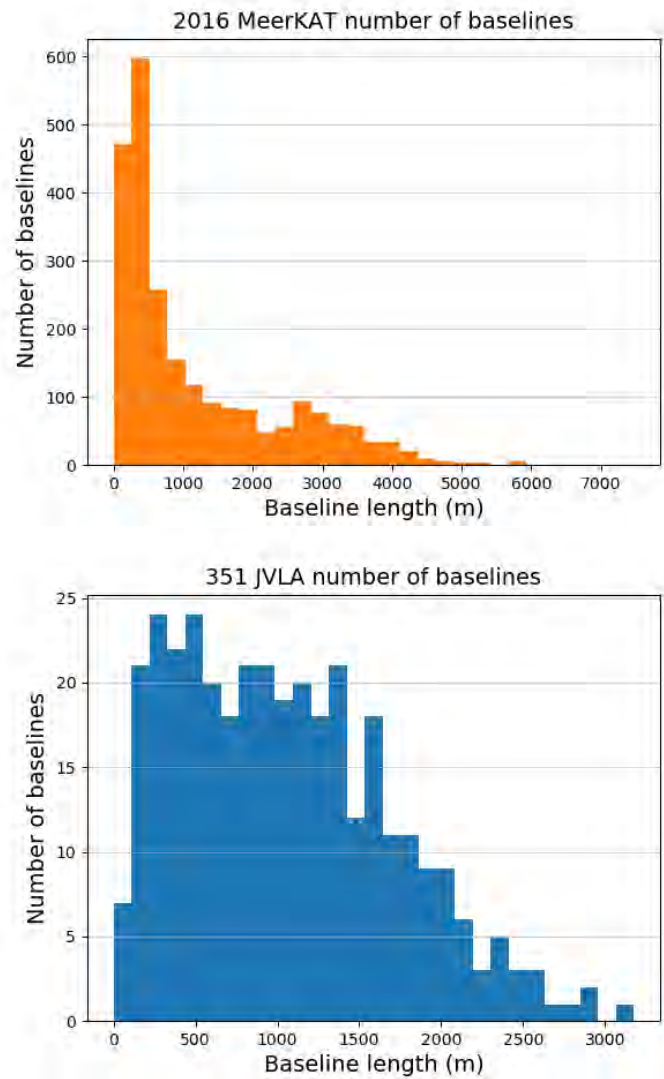 2016 MeerKAT number of baselines
600
500
400
300
200
100
0
Number of baselines
0 1000 2000 3000 4000 5000 6000 7000
Baseline length (m)
351 JVLA number of baselines
25
20
15
10
5
0
Number of baselines
0 500 1000 1500 2000 2500 3000
Baseline length (m)